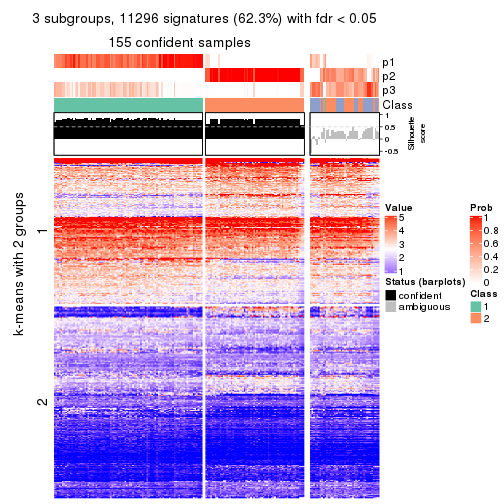 3 subgroups, 11296 signatures (62.3%) with fdr < 0.05
155 confident samples
p1
p2
p3
Class
1
0.5
0
-0.5
Silhouette
score
k-means with 2 groups
1
2
Value
5
4
3
2
1
Status (barplots)
confident
ambiguous
Prob
1
0.8
0.6
0.4
0.2
0
Class
1
2